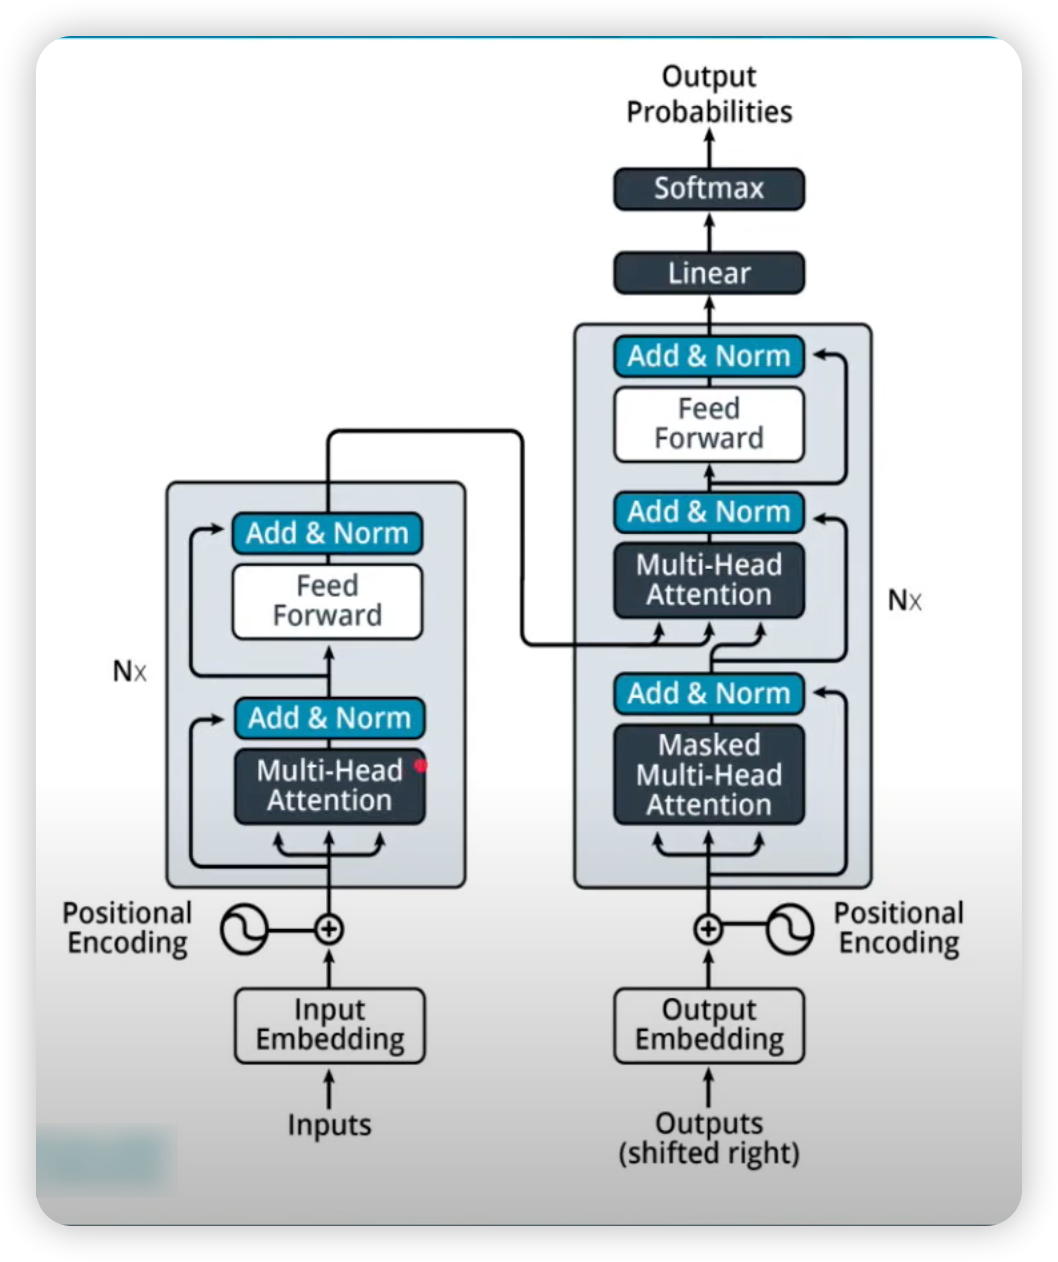 Output
Probabilities
Softmax
Linear
Add & Norm
Feed
Forward
Add & Norm
Multi-Head
Attention
Nx
Add & Norm
Masked
Multi-Head
Attention
Add & Norm
Feed
Forward
Nx
Add & Norm
Multi-Head
Attention
Positional
Encoding
Positional
Encoding
Input
Embedding
Output
Embedding
Inputs
Outputs
(shifted right)